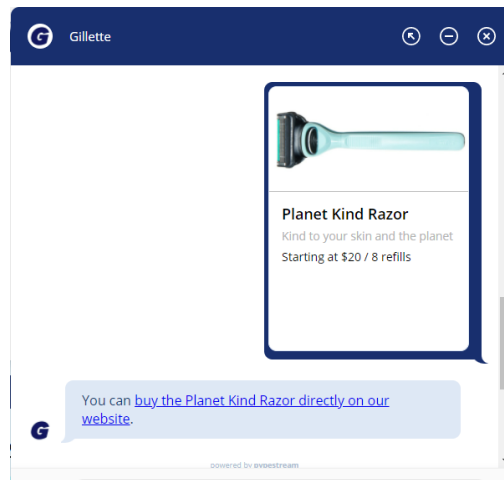 Gillette
Planet Kind Razor
Kind to your skin and the planet
Starting at $20 / 8 refills
You can buy the Planet Kind Razor directly on our
website.
powered by pypestream